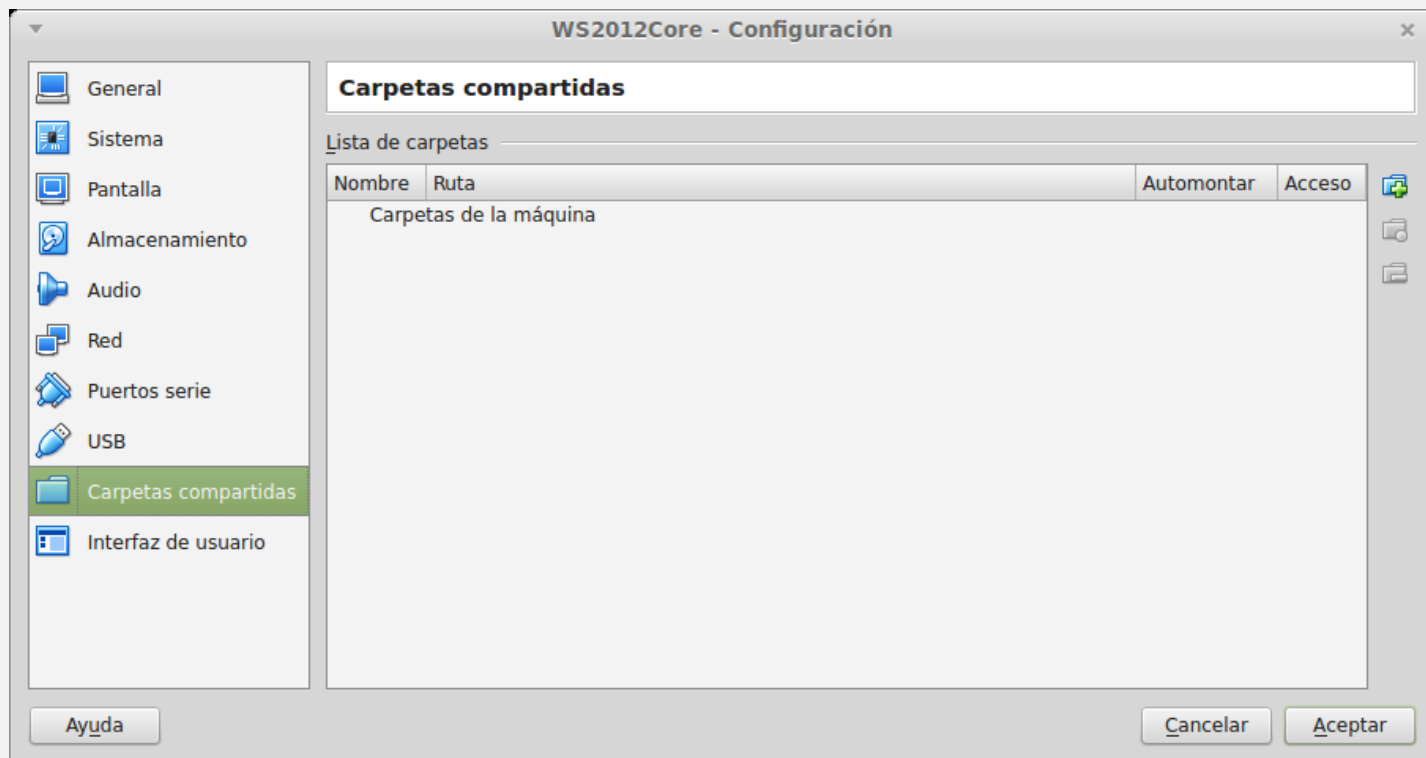 WS2012Core - Configuración
General
Sistema
Pantalla
Almacenamiento
Audio
Red
Puertos serie
USB
Carpetas compartidas
Interfaz de usuario
Carpetas compartidas
Lista de carpetas
Nombre Ruta Automontar Acceso
Carpetas de la máquina
Ayuda Cancelar Aceptar